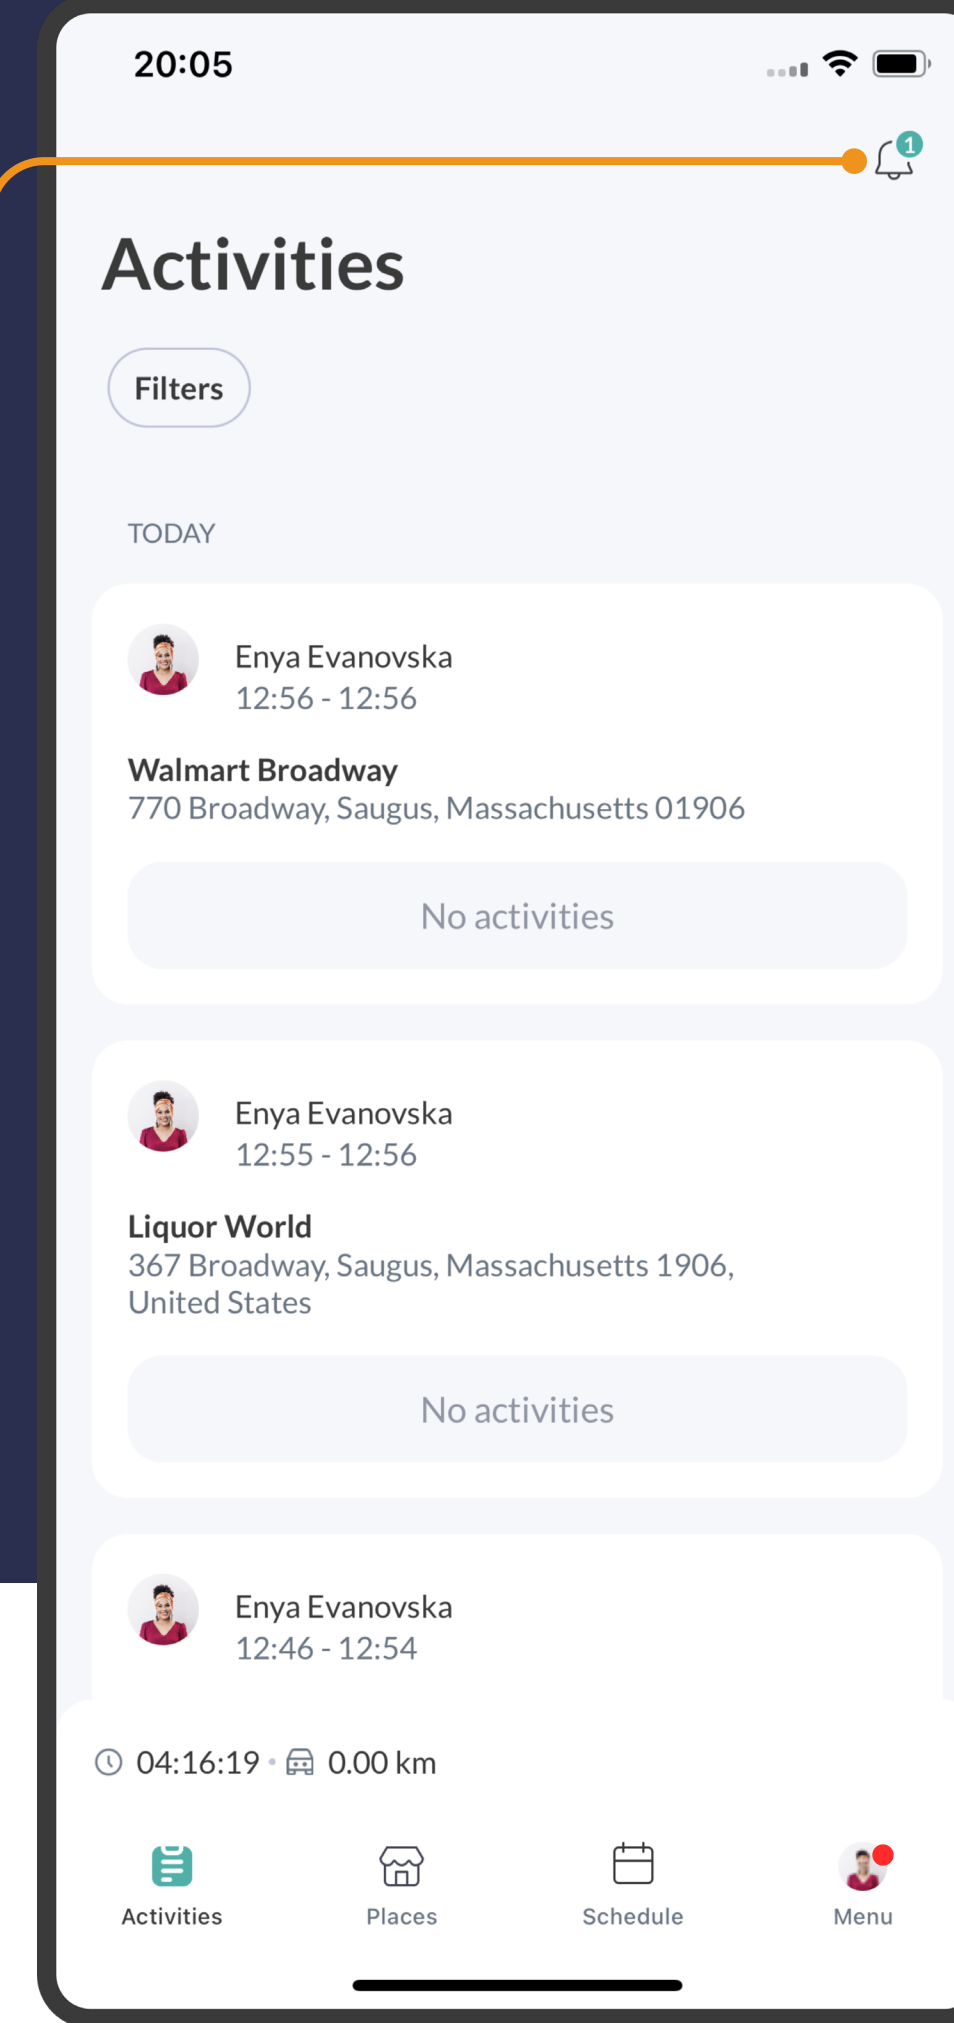 20:05
1
Activities
Filters
TODAY
Enya Evanovska
12:56 - 12:56
Walmart Broadway
770 Broadway, Saugus, Massachusetts 01906
No activities
Enya Evanovska
12:55 - 12:56
Liquor World
367 Broadway, Saugus, Massachusetts 1906,
United States
No activities
Enya Evanovska
12:46 - 12:54
04:16:19 • 0.00 km
Activities Places Schedule Menu